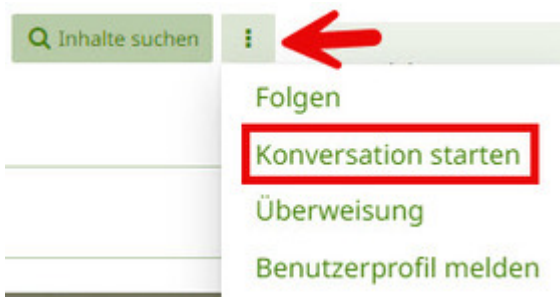 Inhalte suchen
Folgen
Konversation starten
Überweisung
Benutzerprofil melden